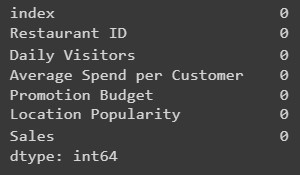 index 0
Restaurant ID 0
Daily Visitors 0
Average Spend per Customer 0
Promotion Budget 0
Location Popularity 0
Sales 0
dtype: int64